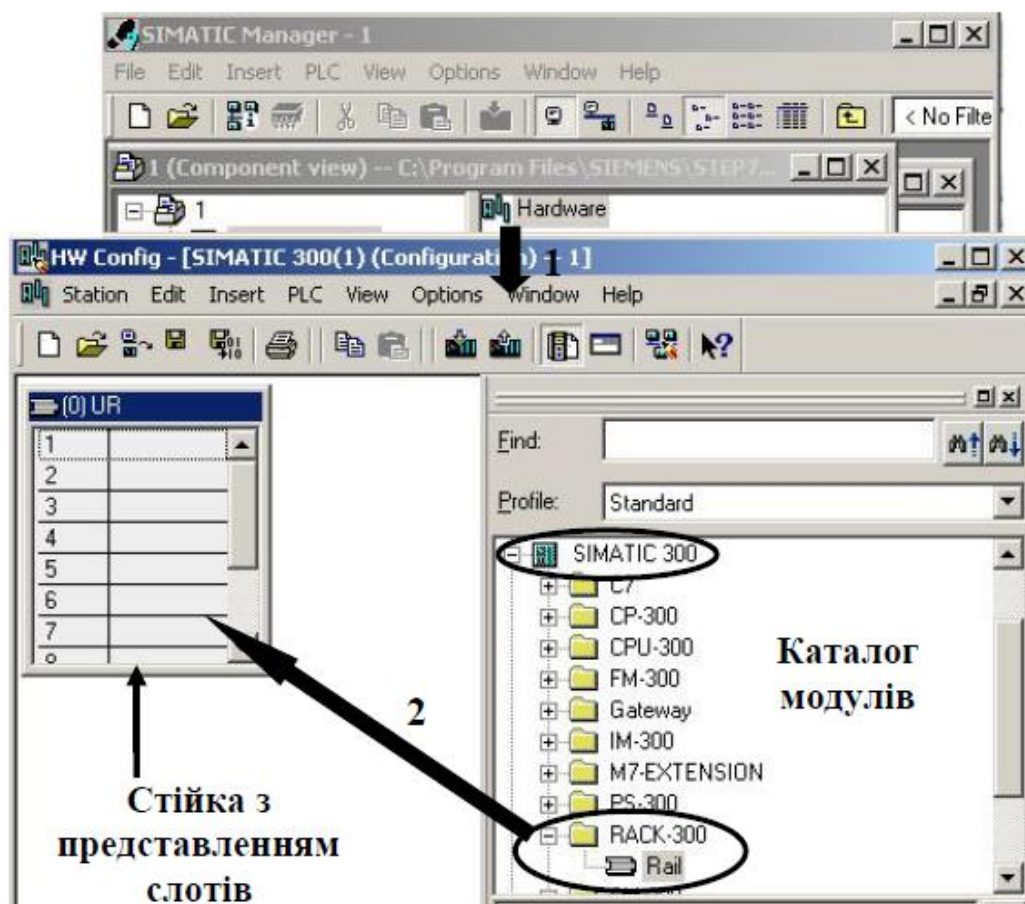 SIMATIC Manager - 1
File Edit Insert PLC View Options Window Help
< No Filte
1 (Component view) -- C:\Program Files\SIEMENS\STEP7...
1
Hardware
1
HW Config - [SIMATIC 300(1) (Configuration) -- 1]
Station Edit Insert PLC View Options Window Help
(0) UR
1
2
3
4
5
6
7
Find:
Profile: Standard
SIMATIC 300
C7
CP-300
CPU-300
FM-300
Gateway
IM-300
M7-EXTENSION
PS-300
RACK-300
Rail
Каталог
модулів
2
Стійка з
представленням
слотів